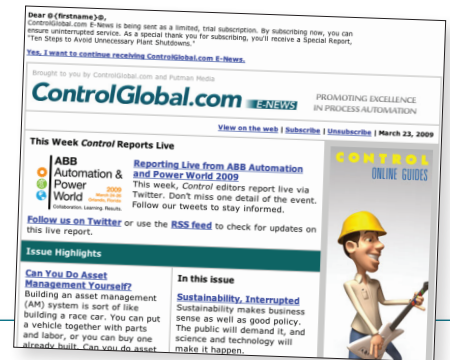 Dear @{firstname}@,
ControlGlobal.com E-News is being sent as a limited, trial subscription. By subscribing now, you can
ensure uninterrupted service. As a special thank you for subscribing, you'll receive a Special Report,
"Ten Steps to Avoid Unnecessary Plant Shutdowns."
Yes, I want to continue receiving ControlGlobal.com E-News.
Brought to you by ControlGlobal.com and Putman Media
ControlGlobal.com E-NEWS
PROMOTING EXCELLENCE
IN PROCESS AUTOMATION
View on the web | Subscribe | Unsubscribe | March 23, 2009
This Week Control Reports Live
ABB
Automation &
Power
World
2009
Orlando, Florida
Collaboration. Learning. Results.
Reporting Live from ABB Automation
and Power World 2009
This week, Control editors report live via
Twitter. Don't miss one detail of the event.
Follow our tweets to stay informed.
Follow us on Twitter or use the RSS feed to check for updates on
this live report.
Issue Highlights
Can You Do Asset
Management Yourself?
Building an asset management
(AM) system is sort of like
building a race car. You can put
a vehicle together with parts
and labor, or you can buy one
already built. Can you do asset
In this issue
Sustainability, Interrupted
Sustainability makes business
sense as well as good policy.
The public will demand it, and
science and technology will
make it happen.
CONTROL
ONLINE GUIDES